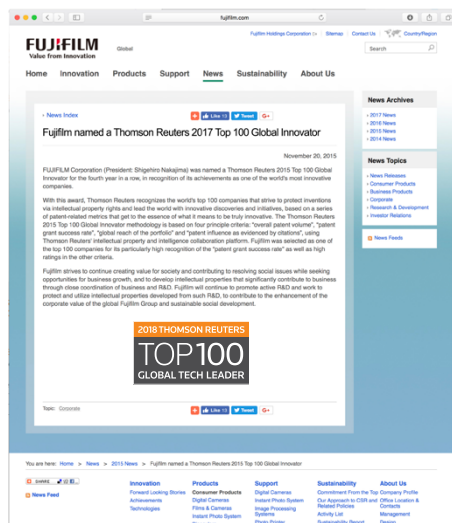 fujifilm.com
Fujifilm Holdings Corporation
Sitemap
Contact Us
Country/Region
FUJIFILM
Value from Innovation
Global
Search
Home Innovation Products Support News Sustainability About Us
› News Index
Like 13
Tweet
G+
Fujifilm named a Thomson Reuters 2017 Top 100 Global Innovator
November 20, 2015
FUJIFILM Corporation (President: Shigehiro Nakajima) was named a Thomson Reuters 2015 Top 100 Global
Innovator for the fourth year in a row, in recognition of its achievements as one of the world's most innovative
companies.
With this award, Thomson Reuters recognizes the world's top 100 companies that strive to protect inventions
via intellectual property rights and lead the world with innovative discoveries and initiatives, based on a series
of patent-related metrics that get to the essence of what it means to be truly innovative. The Thomson Reuters
2015 Top 100 Global Innovator methodology is based on four principle criteria: "overall patent volume", "patent
grant success rate", "global reach of the portfolio" and "patent influence as evidenced by citations", using
Thomson Reuters' intellectual property and intelligence collaboration platform. Fujifilm was selected as one of
the top 100 companies for its particularly high recognition of the "patent grant success rate" as well as high
ratings in the other criteria.
Fujifilm strives to continue creating value for society and contributing to resolving social issues while seeking
opportunities for business growth, and to develop intellectual properties that significantly contribute to business
through close coordination of business and R&D. Fujifilm will continue to promote active R&D and work to
protect and utilize intellectual properties developed from such R&D, to contribute to the enhancement of the
corporate value of the global Fujifilm Group and sustainable social development.
2018 THOMSON REUTERS
TOP 100
GLOBAL TECH LEADER
Topic: Corporate
Like 13
Tweet
G+
News Archives
› 2017 News
› 2016 News
› 2015 News
› 2014 News
News Topics
› News Releases
› Consumer Products
› Business Products
› Corporate
› Research & Development
› Investor Relations
News Feeds
You are here: Home > News > 2015 News > Fujifilm named a Thomson Reuters 2015 Top 100 Global Innovator
SHARE
News Feed
Innovation
Forward Looking Stories
Achievements
Technologies
Products
Consumer Products
Digital Cameras
Films & Cameras
Instant Photo System
Support
Digital Cameras
Instant Photo System
Image Processing
Systems
Photo Printer
Sustainability
Commitment From the Top
Our Approach to CSR and
Related Policies
Activity List
Sustainability Report
About Us
Company Profile
Office Location &
Contacts
Management
Design